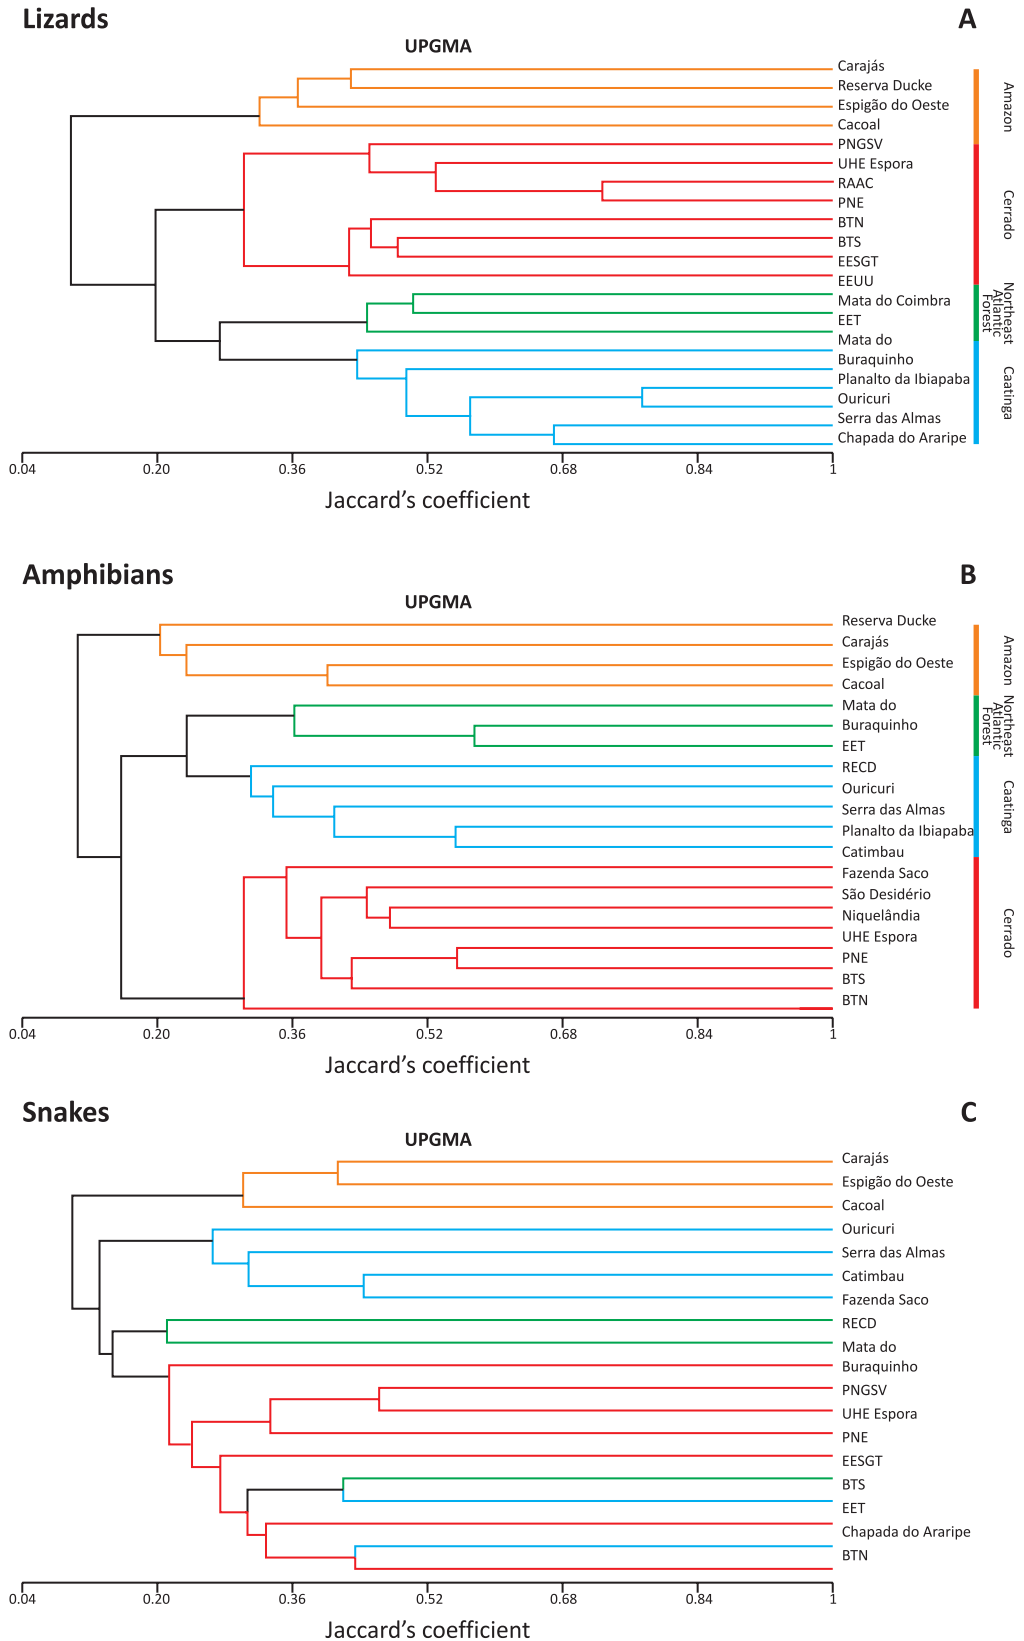 Lizards
A
UPGMA
Carajás
Reserva Ducke
Espigão do Oeste
Cacoal
PNGSV
UHE Espora
RAAC
PNE
BTN
BTS
EESGT
EEUU
Mata do Coimbra
EET
Mata do
Buraquinho
Planalto da Ibiapaba
Ouricuri
Serra das Almas
Chapada do Araripe
Amazon
Cerrado
Northeast
Atlantic
Forest
Caatinga
0.04 0.20 0.36 0.52 0.68 0.84 1
Jaccard’s coefficient
Amphibians
B
UPGMA
Reserva Ducke
Carajás
Espigão do Oeste
Cacoal
Mata do
Buraquinho
EET
RECD
Ouricuri
Serra das Almas
Planalto da Ibiapaba
Catimbau
Fazenda Saco
São Desidério
Niquelândia
UHE Espora
PNE
BTS
BTN
Amazon
Northeast
Atlantic
Forest
Caatinga
Cerrado
0.04 0.20 0.36 0.52 0.68 0.84 1
Jaccard’s coefficient
Snakes
C
UPGMA
Carajás
Espigão do Oeste
Cacoal
Ouricuri
Serra das Almas
Catimbau
Fazenda Saco
RECD
Mata do
Buraquinho
PNGSV
UHE Espora
PNE
EESGT
BTS
EET
Chapada do Araripe
BTN
0.04 0.20 0.36 0.52 0.68 0.84 1
Jaccard’s coefficient